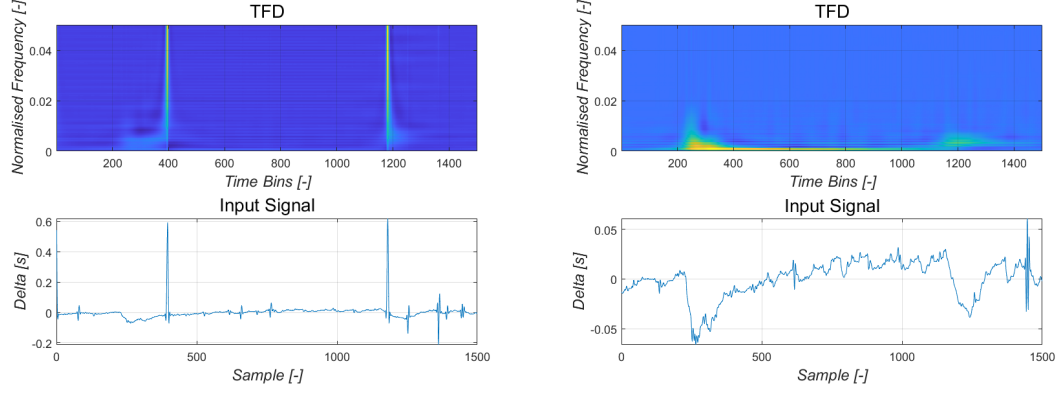 TFD
Normalised Frequency [-]
0.04
0.02
0
200 400 600 800 1000 1200 1400
Time Bins [-]
Input Signal
Delta [s]
0.6
0.4
0.2
0
-0.2
0 500 1000 1500
Sample [-]
TFD
Normalised Frequency [-]
0.04
0.02
0
200 400 600 800 1000 1200 1400
Time Bins [-]
Input Signal
Delta [s]
0.05
0
-0.05
0 500 1000 1500
Sample [-]